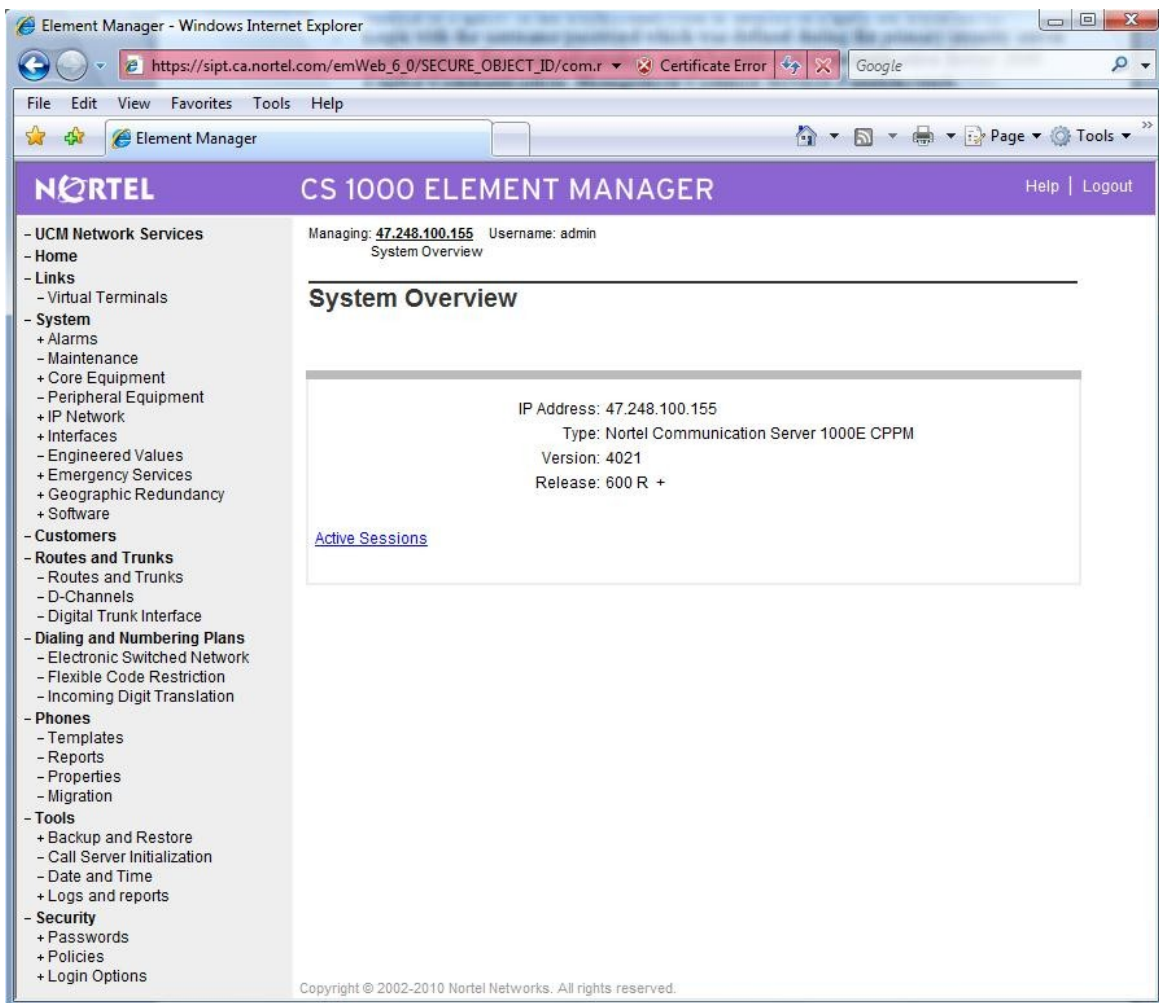 Element Manager - Windows Internet Explorer
https://sipt.ca.nortel.com/emWeb_6_0/SECURE_OBJECT_ID/com.r Certificate Error Google
File Edit View Favorites Tools Help
Element Manager Page Tools
NORTEL CS 1000 ELEMENT MANAGER Help | Logout
Managing: 47.248.100.155 Username: admin
System Overview
- UCM Network Services
- Home
- Links
- Virtual Terminals
- System
+ Alarms
- Maintenance
+ Core Equipment
- Peripheral Equipment
+ IP Network
+ Interfaces
- Engineered Values
+ Emergency Services
+ Geographic Redundancy
+ Software
- Customers
- Routes and Trunks
- Routes and Trunks
- D-Channels
- Digital Trunk Interface
- Dialing and Numbering Plans
- Electronic Switched Network
- Flexible Code Restriction
- Incoming Digit Translation
- Phones
- Templates
- Reports
- Properties
- Migration
- Tools
+ Backup and Restore
- Call Server Initialization
- Date and Time
+ Logs and reports
- Security
+ Passwords
+ Policies
+ Login Options
System Overview
IP Address: 47.248.100.155
Type: Nortel Communication Server 1000E CPPM
Version: 4021
Release: 600 R +
Active Sessions
Copyright © 2002-2010 Nortel Networks. All rights reserved.